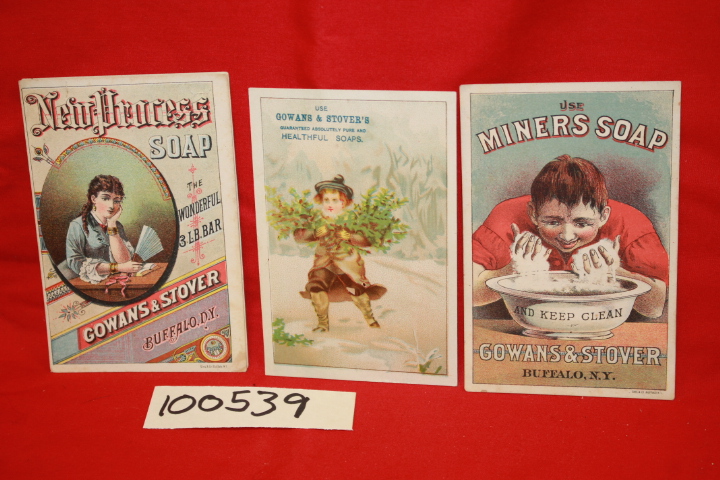 New Process
SOAP
THE
WONDERFUL
3 LB. BAR.
GOWANS & STOVER
BUFFALO, N.Y.
USE
GOWANS & STOVER'S
GUARANTEED ABSOLUTELY PURE AND
HEALTHFUL SOAPS.
USE
MINERS SOAP
AND KEEP CLEAN
GOWANS & STOVER
BUFFALO, N.Y.
100539